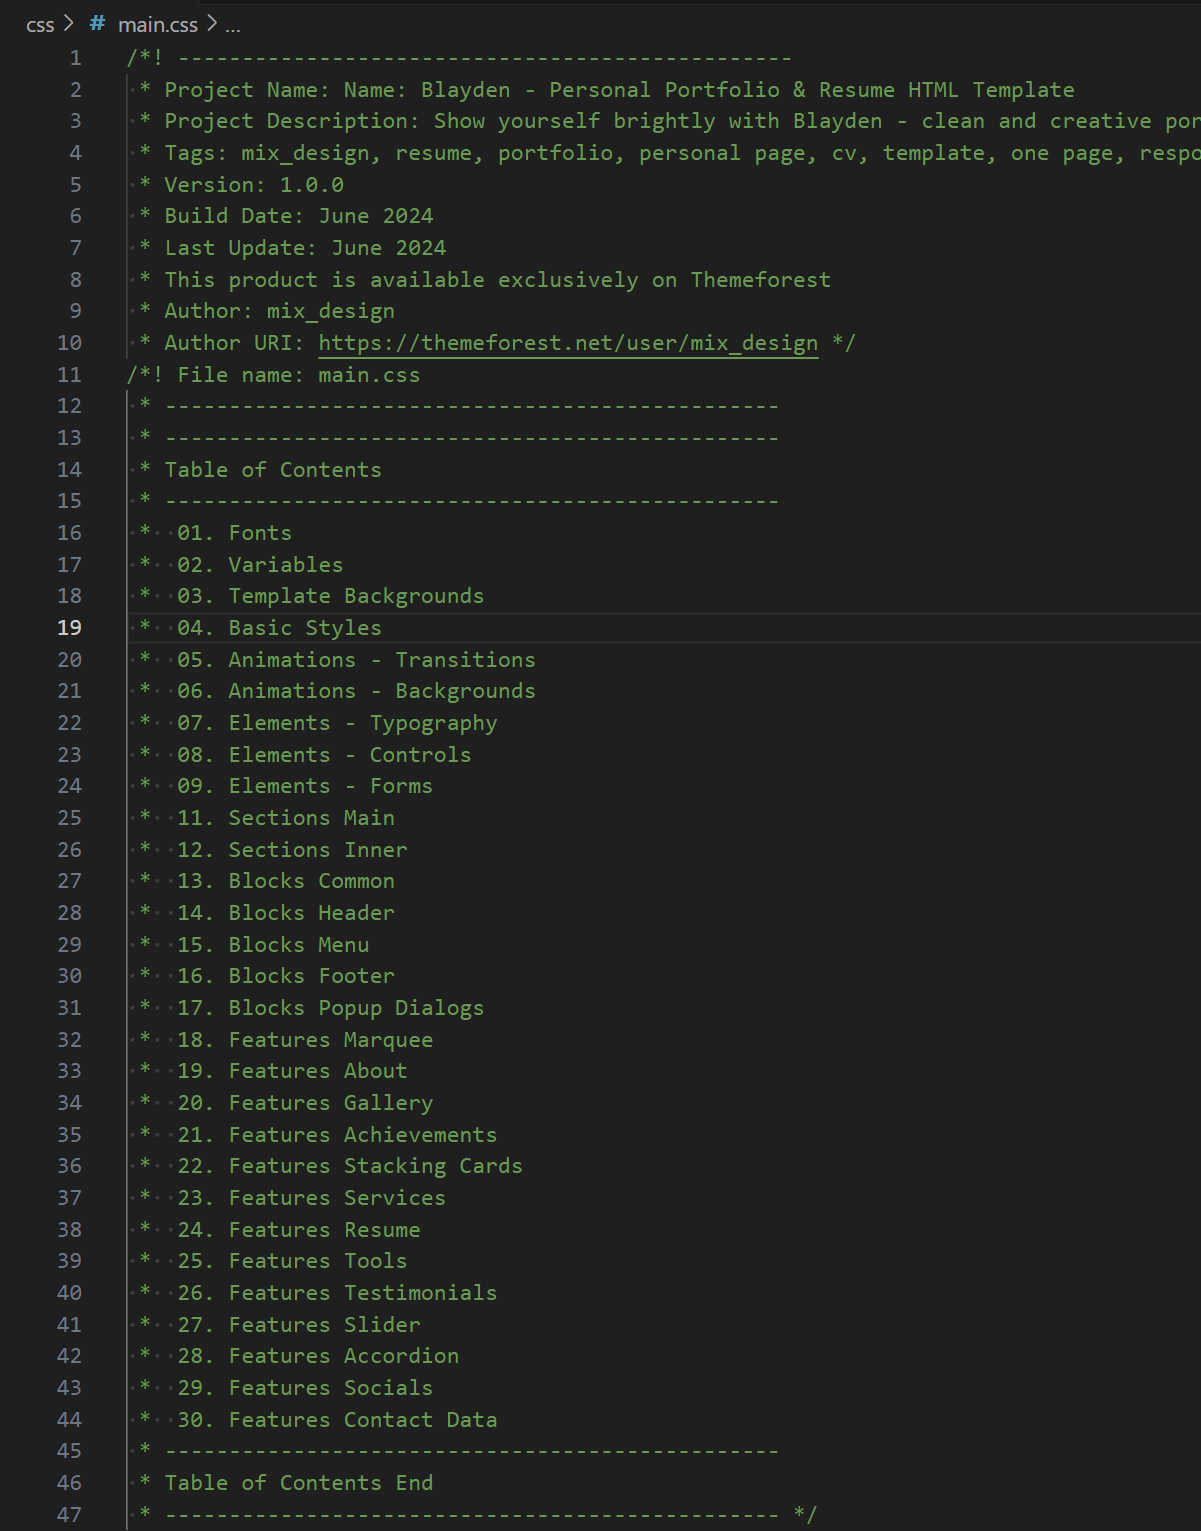 css > # main.css > ...
1 /*! ------------------------------------------------
2 * Project Name: Name: Blayden - Personal Portfolio & Resume HTML Template
3 * Project Description: Show yourself brightly with Blayden - clean and creative por
4 * Tags: mix_design, resume, portfolio, personal page, cv, template, one page, respo
5 * Version: 1.0.0
6 * Build Date: June 2024
7 * Last Update: June 2024
8 * This product is available exclusively on Themeforest
9 * Author: mix_design
10 * Author URI: https://themeforest.net/user/mix_design */
11 /*! File name: main.css
12 * ------------------------------------------------
13 * ------------------------------------------------
14 * Table of Contents
15 * ------------------------------------------------
16 * 01. Fonts
17 * 02. Variables
18 * 03. Template Backgrounds
19 * 04. Basic Styles
20 * 05. Animations - Transitions
21 * 06. Animations - Backgrounds
22 * 07. Elements - Typography
23 * 08. Elements - Controls
24 * 09. Elements - Forms
25 * 11. Sections Main
26 * 12. Sections Inner
27 * 13. Blocks Common
28 * 14. Blocks Header
29 * 15. Blocks Menu
30 * 16. Blocks Footer
31 * 17. Blocks Popup Dialogs
32 * 18. Features Marquee
33 * 19. Features About
34 * 20. Features Gallery
35 * 21. Features Achievements
36 * 22. Features Stacking Cards
37 * 23. Features Services
38 * 24. Features Resume
39 * 25. Features Tools
40 * 26. Features Testimonials
41 * 27. Features Slider
42 * 28. Features Accordion
43 * 29. Features Socials
44 * 30. Features Contact Data
45 * ------------------------------------------------
46 * Table of Contents End
47 * ------------------------------------------------ */